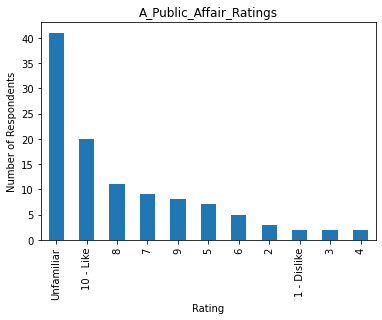 A_Public_Affair_Ratings
Number of Respondents
40
35
30
25
20
15
10
5
0
Unfamiliar
10 - Like
8
7
9
5
6
2
1 - Dislike
3
4
Rating